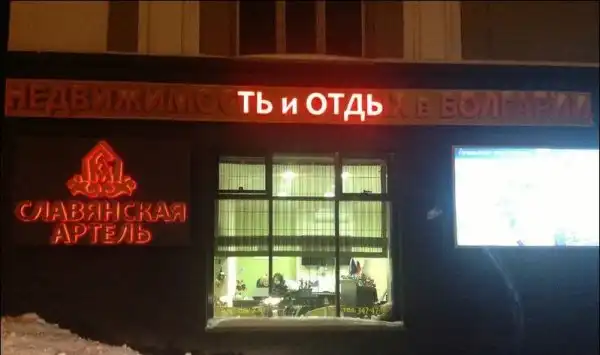 НЕДВИЖИМОСТЬ и ОТДЫХ в БОЛГАРИИ
СЛАВЯНСКАЯ
АРТЕЛЬ